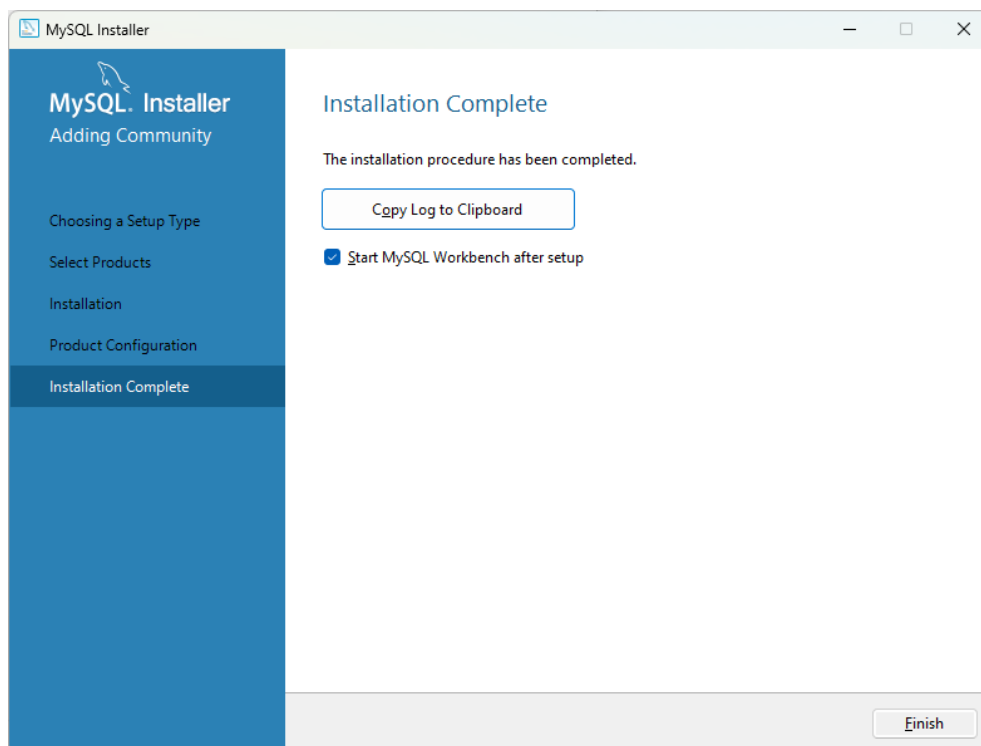 MySQL Installer
MySQL. Installer
Adding Community
Choosing a Setup Type
Select Products
Installation
Product Configuration
Installation Complete
Installation Complete
The installation procedure has been completed.
Copy Log to Clipboard
Start MySQL Workbench after setup
Finish